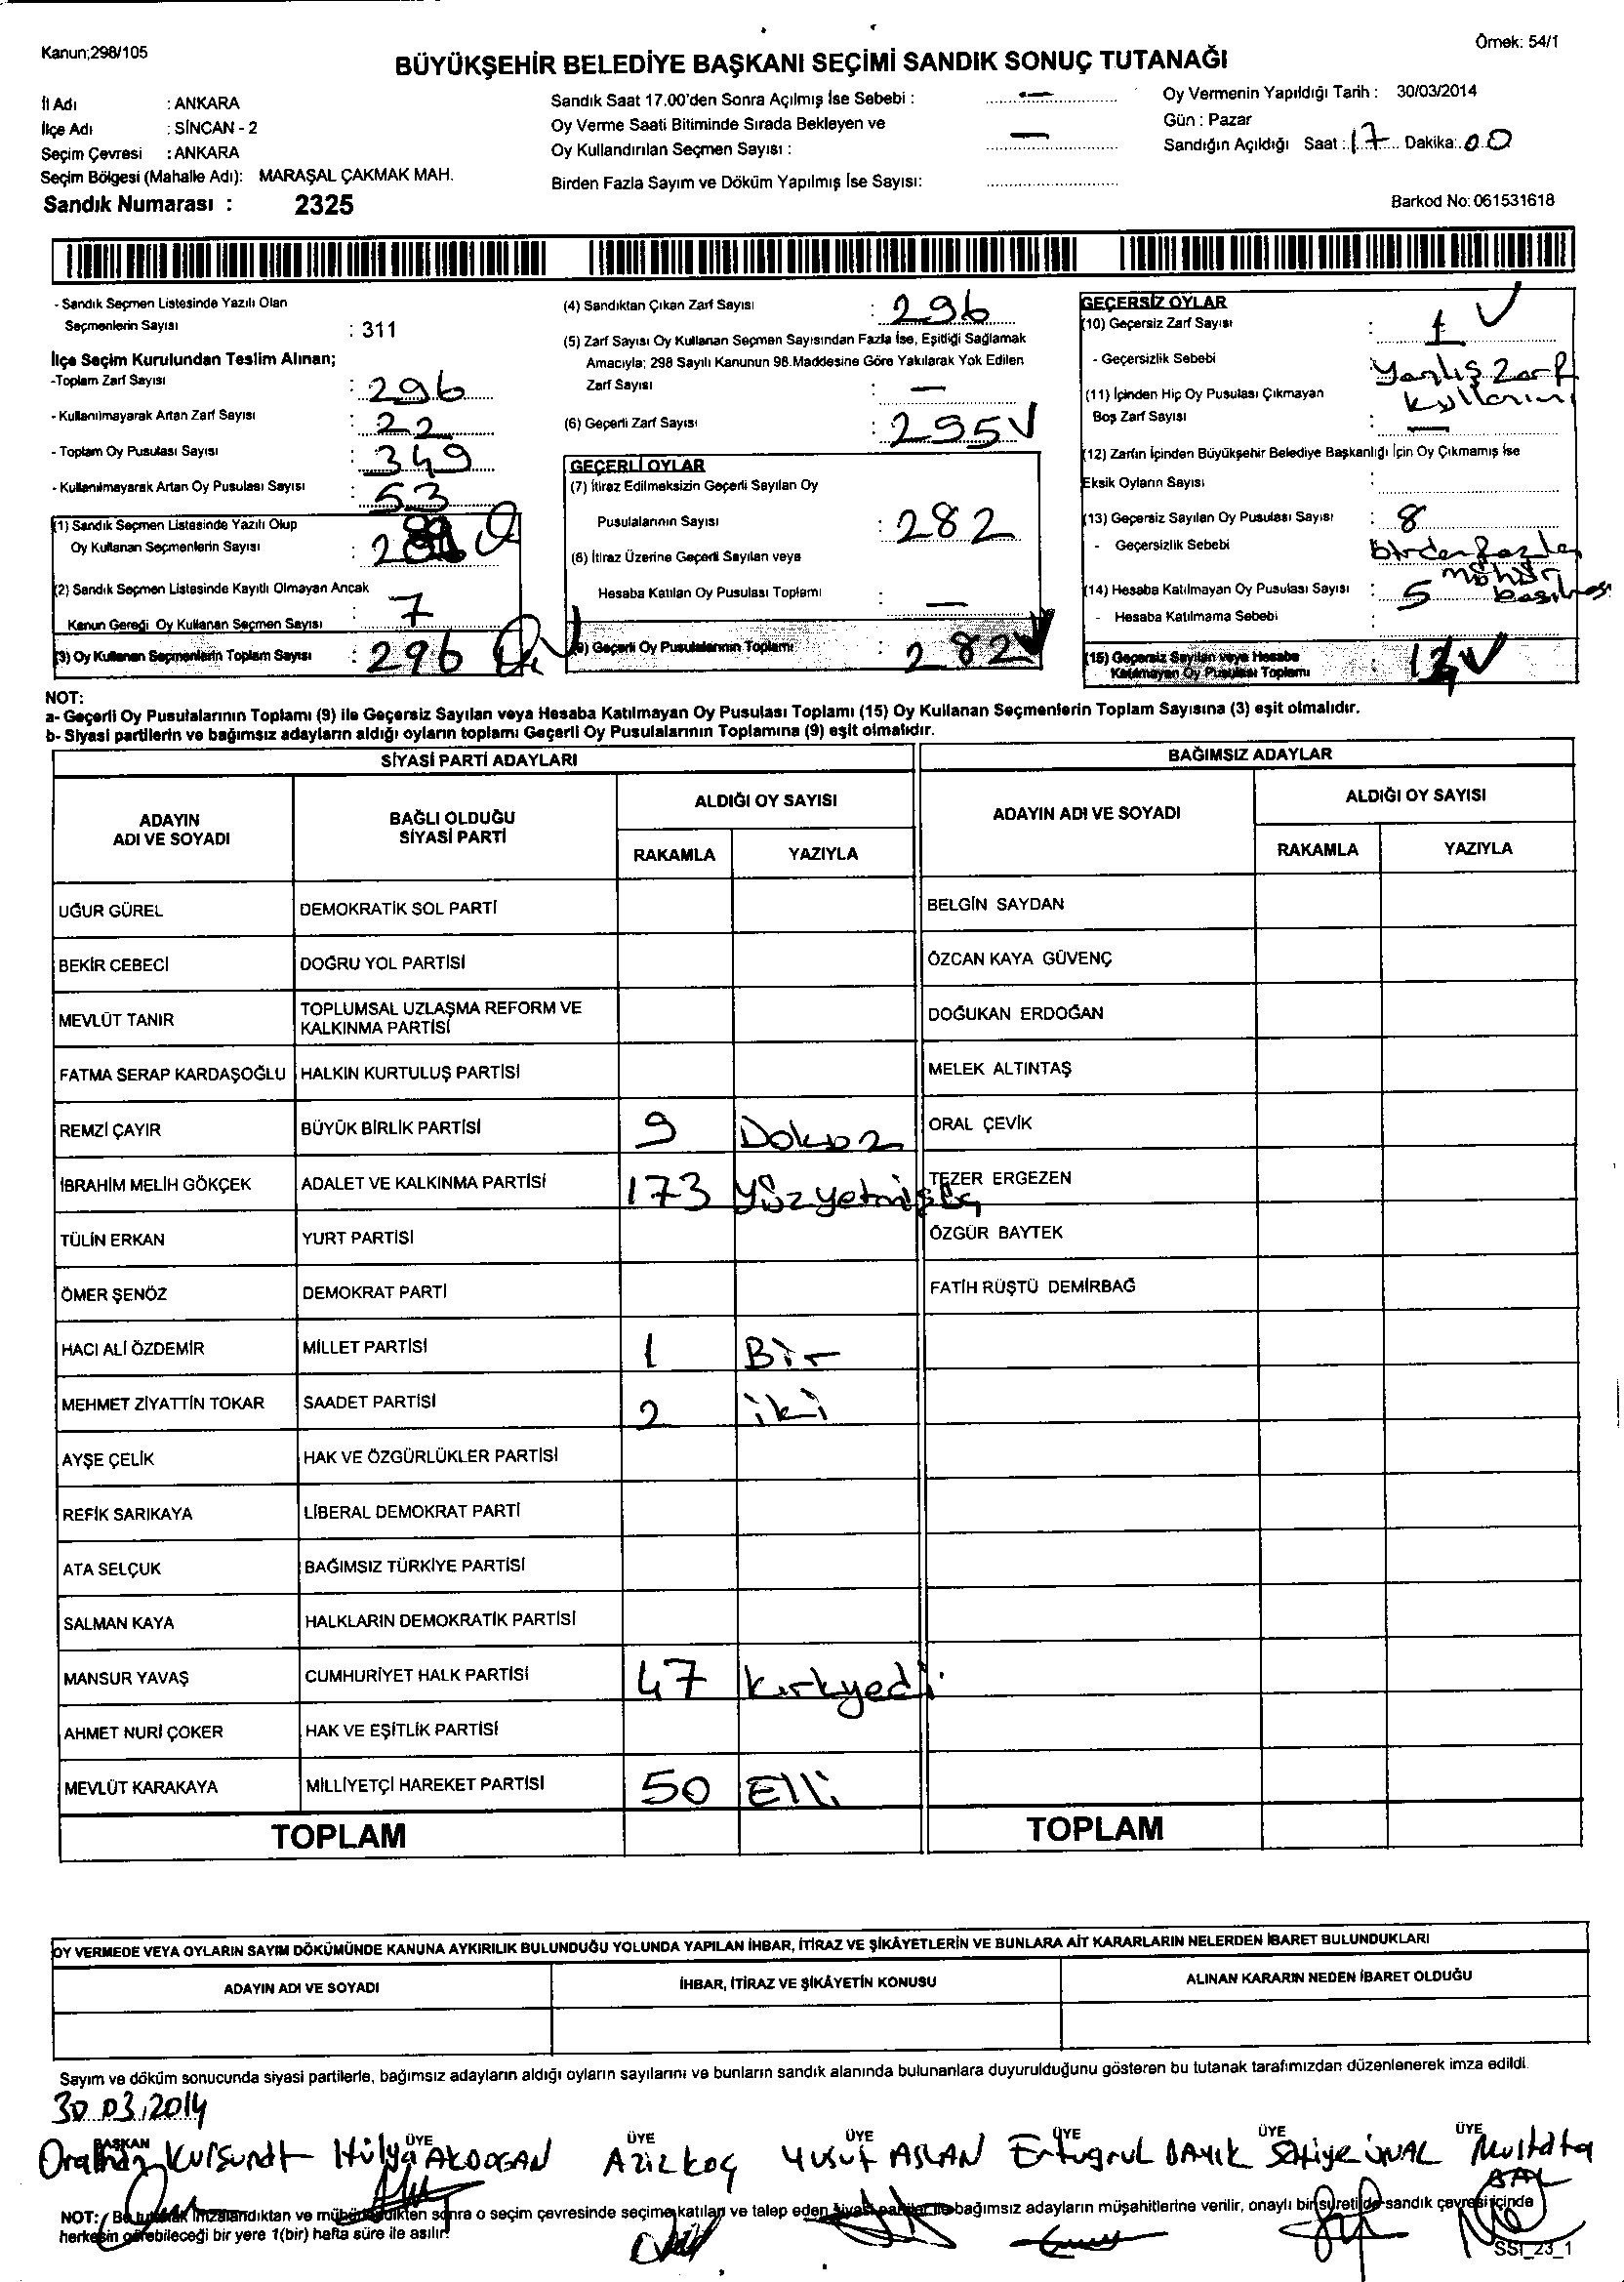 Kanun;298/105
Örnek: 54/1
BÜYÜKŞEHİR BELEDİYE BAŞKANI SEÇİMİ SANDIK SONUÇ TUTANAĞI
İl Adı : ANKARA
İlçe Adı : SİNCAN - 2
Seçim Çevresi : ANKARA
Seçim Bölgesi (Mahalle Adı): MARAŞAL ÇAKMAK MAH.
Sandık Numarası : 2325
Sandık Saat 17.00'den Sonra Açılmış İse Sebebi : —
Oy Verme Saati Bitiminde Sırada Bekleyen ve
Oy Kullandırılan Seçmen Sayısı : —
Birden Fazla Sayım ve Döküm Yapılmış İse Sayısı:
Oy Vermenin Yapıldığı Tarih : 30/03/2014
Gün : Pazar
Sandığın Açıldığı Saat : 17 Dakika: 00
Barkod No: 061531618
- Sandık Seçmen Listesinde Yazılı Olan
Seçmenlerin Sayısı : 311
İlçe Seçim Kurulundan Teslim Alınan;
-Toplam Zarf Sayısı : 296
- Kullanılmayarak Artan Zarf Sayısı : 22
- Toplam Oy Pusulası Sayısı : 349
- Kullanılmayarak Artan Oy Pusulası Sayısı : 53
(1) Sandık Seçmen Listesinde Yazılı Olup
Oy Kullanan Seçmenlerin Sayısı :
(2) Sandık Seçmen Listesinde Kayıtlı Olmayan Ancak
Kanun Gereği Oy Kullanan Seçmen Sayısı : 7
(3) Oy Kullanan Seçmenlerin Toplam Sayısı : 296
(4) Sandıktan Çıkan Zarf Sayısı : 296
(5) Zarf Sayısı Oy Kullanan Seçmen Sayısından Fazla İse, Eşitliği Sağlamak
Amacıyla; 298 Sayılı Kanunun 98.Maddesine Göre Yakılarak Yok Edilen
Zarf Sayısı : —
(6) Geçerli Zarf Sayısı : 295
GEÇERLİ OYLAR
(7) İtiraz Edilmeksizin Geçerli Sayılan Oy
Pusulalarının Sayısı : 282
(8) İtiraz Üzerine Geçerli Sayılan veya
Hesaba Katılan Oy Pusulası Toplamı : —
(9) Geçerli Oy Pusulalarının Toplamı : 282
GEÇERSİZ OYLAR
(10) Geçersiz Zarf Sayısı : 1
- Geçersizlik Sebebi Yanlış Zarf
kullanımı
(11) İçinden Hiç Oy Pusulası Çıkmayan
Boş Zarf Sayısı : —
(12) Zarfın İçinden Büyükşehir Belediye Başkanlığı İçin Oy Çıkmamış İse
Eksik Oyların Sayısı :
(13) Geçersiz Sayılan Oy Pusulası Sayısı : 8
- Geçersizlik Sebebi birden fazla
mühür
(14) Hesaba Katılmayan Oy Pusulası Sayısı : 5
- Hesaba Katılmama Sebebi :
(15) Geçersiz Sayılan veya Hesaba
Katılmayan Oy Pusulası Toplamı :
NOT:
a- Geçerli Oy Pusulalarının Toplamı (9) ile Geçersiz Sayılan veya Hesaba Katılmayan Oy Pusulası Toplamı (15) Oy Kullanan Seçmenlerin Toplam Sayısına (3) eşit olmalıdır.
b- Siyasi partilerin ve bağımsız adayların aldığı oyların toplamı Geçerli Oy Pusulalarının Toplamına (9) eşit olmalıdır.
SİYASİ PARTİ ADAYLARI
ADAYIN ADI VE SOYADI
BAĞLI OLDUĞU SİYASİ PARTİ
ALDIĞI OY SAYISI
RAKAMLA YAZIYLA
UĞUR GÜREL DEMOKRATİK SOL PARTİ
BEKİR CEBECİ DOĞRU YOL PARTİSİ
MEVLÜT TANIR TOPLUMSAL UZLAŞMA REFORM VE
KALKINMA PARTİSİ
FATMA SERAP KARDAŞOĞLU HALKIN KURTULUŞ PARTİSİ
REMZİ ÇAYIR BÜYÜK BİRLİK PARTİSİ 9 Dokuz
İBRAHİM MELİH GÖKÇEK ADALET VE KALKINMA PARTİSİ 173 Yüzyetmişüç
TÜLİN ERKAN YURT PARTİSİ
ÖMER ŞENÖZ DEMOKRAT PARTİ
HACI ALİ ÖZDEMİR MİLLET PARTİSİ 1 Bir
MEHMET ZİYATTİN TOKAR SAADET PARTİSİ 2 iki
AYŞE ÇELİK HAK VE ÖZGÜRLÜKLER PARTİSİ
REFİK SARIKAYA LİBERAL DEMOKRAT PARTİ
ATA SELÇUK BAĞIMSIZ TÜRKİYE PARTİSİ
SALMAN KAYA HALKLARIN DEMOKRATİK PARTİSİ
MANSUR YAVAŞ CUMHURİYET HALK PARTİSİ 47 Kırkyedi
AHMET NURİ ÇOKER HAK VE EŞİTLİK PARTİSİ
MEVLÜT KARAKAYA MİLLİYETÇİ HAREKET PARTİSİ 50 Elli
TOPLAM
BAĞIMSIZ ADAYLAR
ADAYIN ADI VE SOYADI
ALDIĞI OY SAYISI
RAKAMLA YAZIYLA
BELGİN SAYDAN
ÖZCAN KAYA GÜVENÇ
DOĞUKAN ERDOĞAN
MELEK ALTINTAŞ
ORAL ÇEVİK
TEZER ERGEZEN
ÖZGÜR BAYTEK
FATİH RÜŞTÜ DEMİRBAĞ
TOPLAM
OY VERMEDE VEYA OYLARIN SAYIM DÖKÜMÜNDE KANUNA AYKIRILIK BULUNDUĞU YOLUNDA YAPILAN İHBAR, İTİRAZ VE ŞİKÂYETLERİN VE BUNLARA AİT KARARLARIN NELERDEN İBARET BULUNDUKLARI
ADAYIN ADI VE SOYADI İHBAR, İTİRAZ VE ŞİKÂYETİN KONUSU ALINAN KARARIN NEDEN İBARET OLDUĞU
Sayım ve döküm sonucunda siyasi partilerle, bağımsız adayların aldığı oyların sayılarını ve bunların sandık alanında bulunanlara duyurulduğunu gösteren bu tutanak tarafımızdan düzenlenerek imza edildi.
30.03.2014
BAŞKAN ÜYE ÜYE ÜYE ÜYE ÜYE ÜYE
Hülya AKDOGAN Aziz Koç Yusuf ASLAN Ertuğrul Safiye ÜNAL Mustafa
BAL
NOT: Bu tutanak imzalandıktan ve mühürlendikten sonra o seçim çevresinde seçime katılan ve talep eden siyasi partiler ile bağımsız adayların müşahitlerine verilir, onaylı bir sureti de sandık çevresi içinde
herkesin görebileceği bir yere 1(bir) hafta süre ile asılır.
SSI_23_1